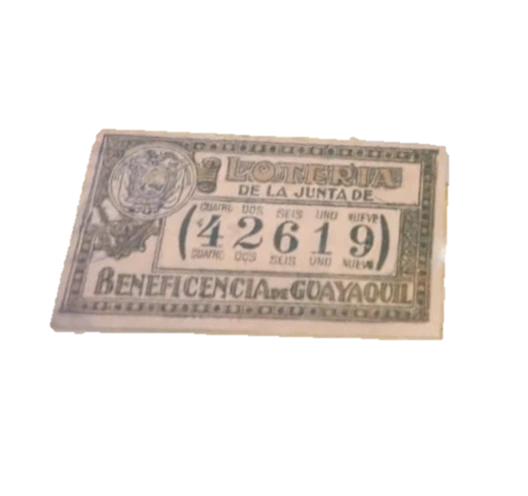 LOTERIA
DE LA JUNTA DE
CUATRO DOS SEIS UNO NUEVE
(42619)
CUATRO DOS SEIS UNO NUEVE
BENEFICENCIA DE GUAYAQUIL